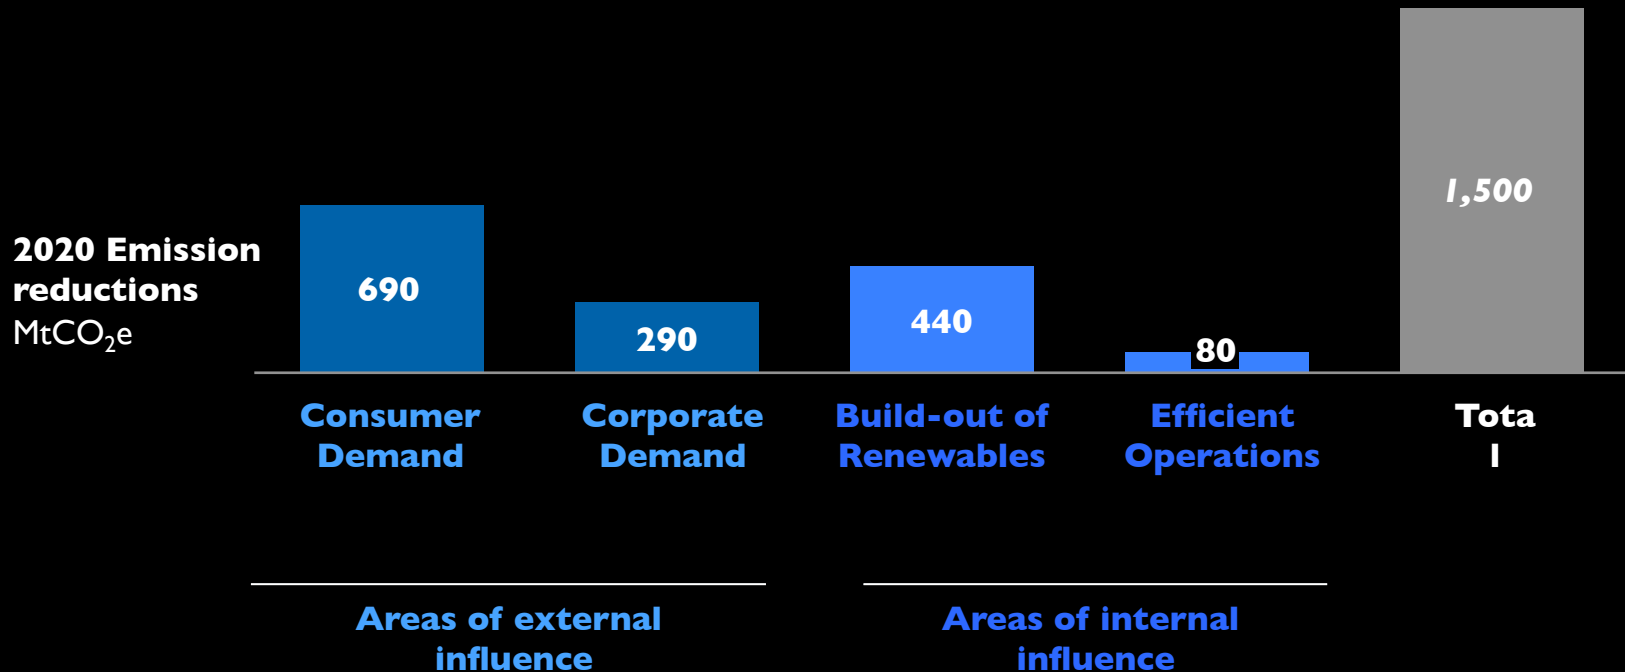 2020 Emission
reductions
MtCO₂e
690
290
440
80
1,500
Consumer
Demand
Corporate
Demand
Build-out of
Renewables
Efficient
Operations
Tota
l
Areas of external
influence
Areas of internal
influence